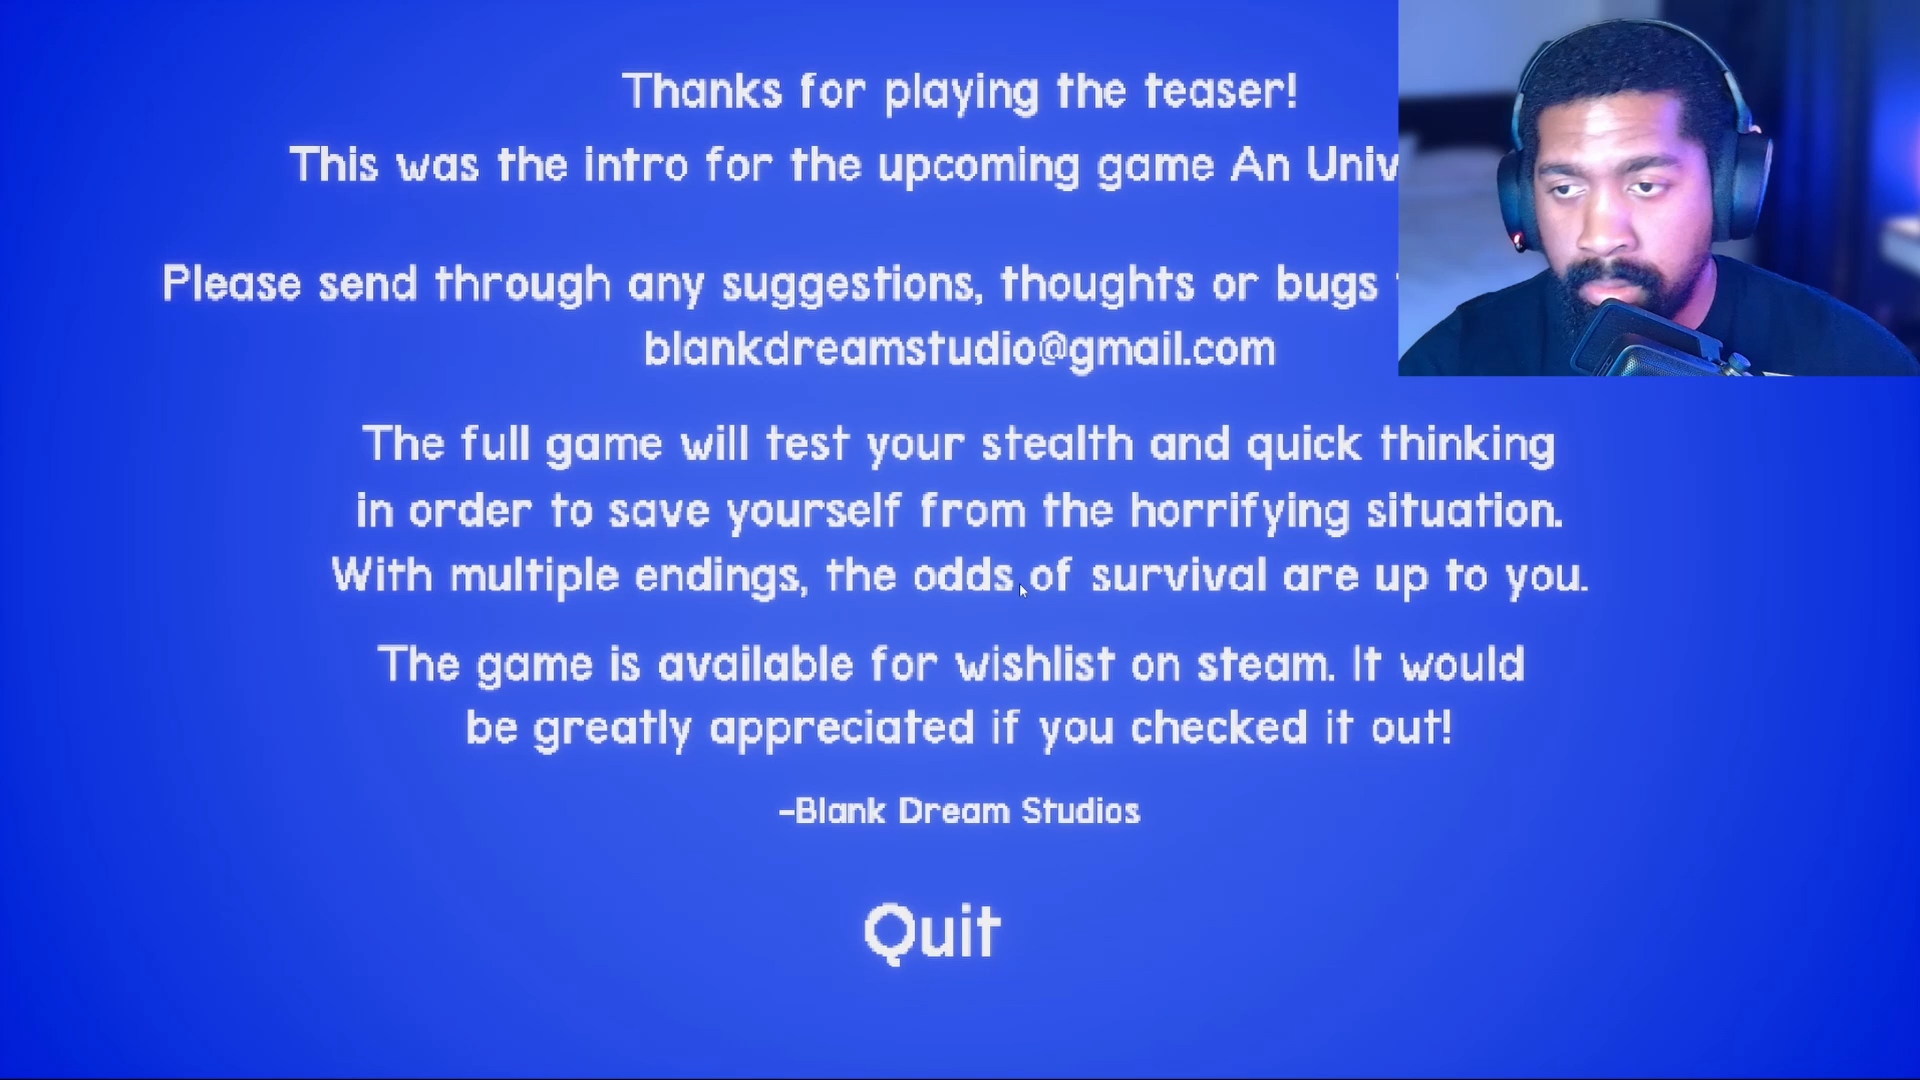 Thanks for playing the teaser!
This was the intro for the upcoming game An
Please send through any suggestions, thoughts or bugs
blankdreamstudio@gmail.com
The full game will test your stealth and quick thinking
in order to save yourself from the horrifying situation.
With multiple endings, the odds of survival are up to you.
The game is available for wishlist on steam. It would
be greatly appreciated if you checked it out!
-Blank Dream Studios
Quit